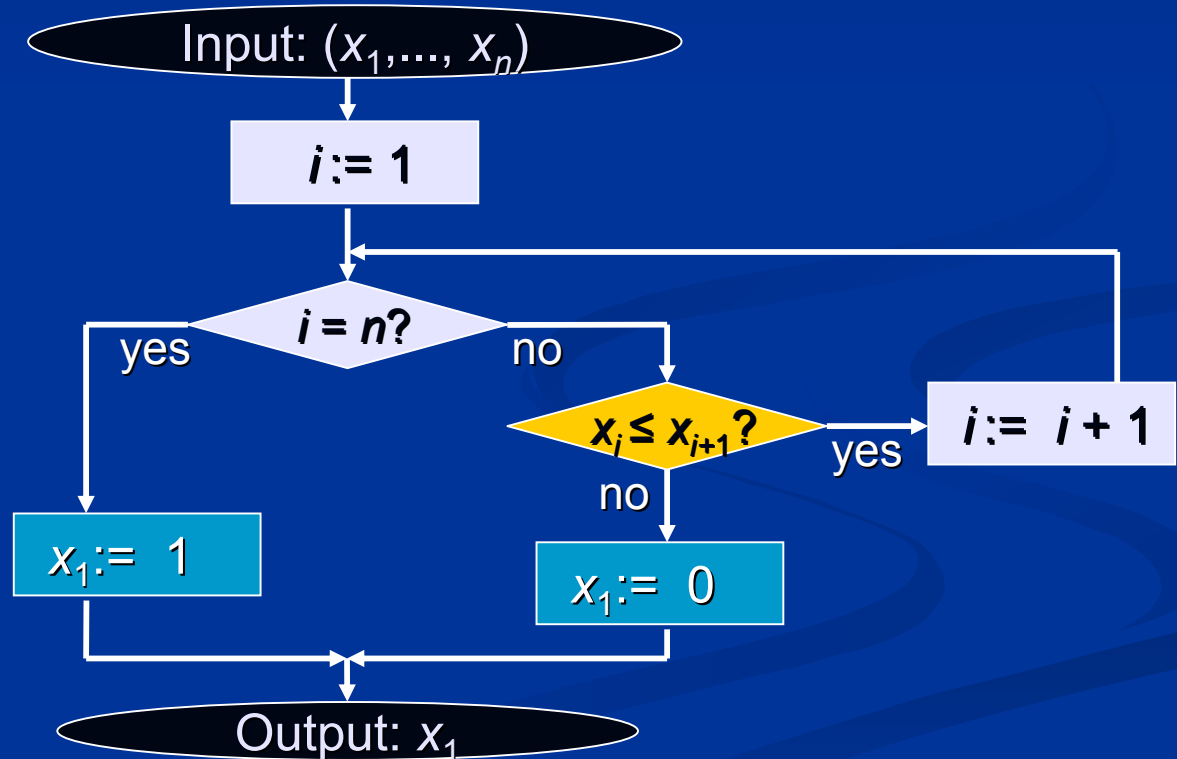 Input: (x₁,..., xₙ)
i := 1
i = n?
yes
no
xᵢ ≤ xᵢ₊₁?
yes
i := i + 1
no
x₁:= 1
x₁:= 0
Output: x₁